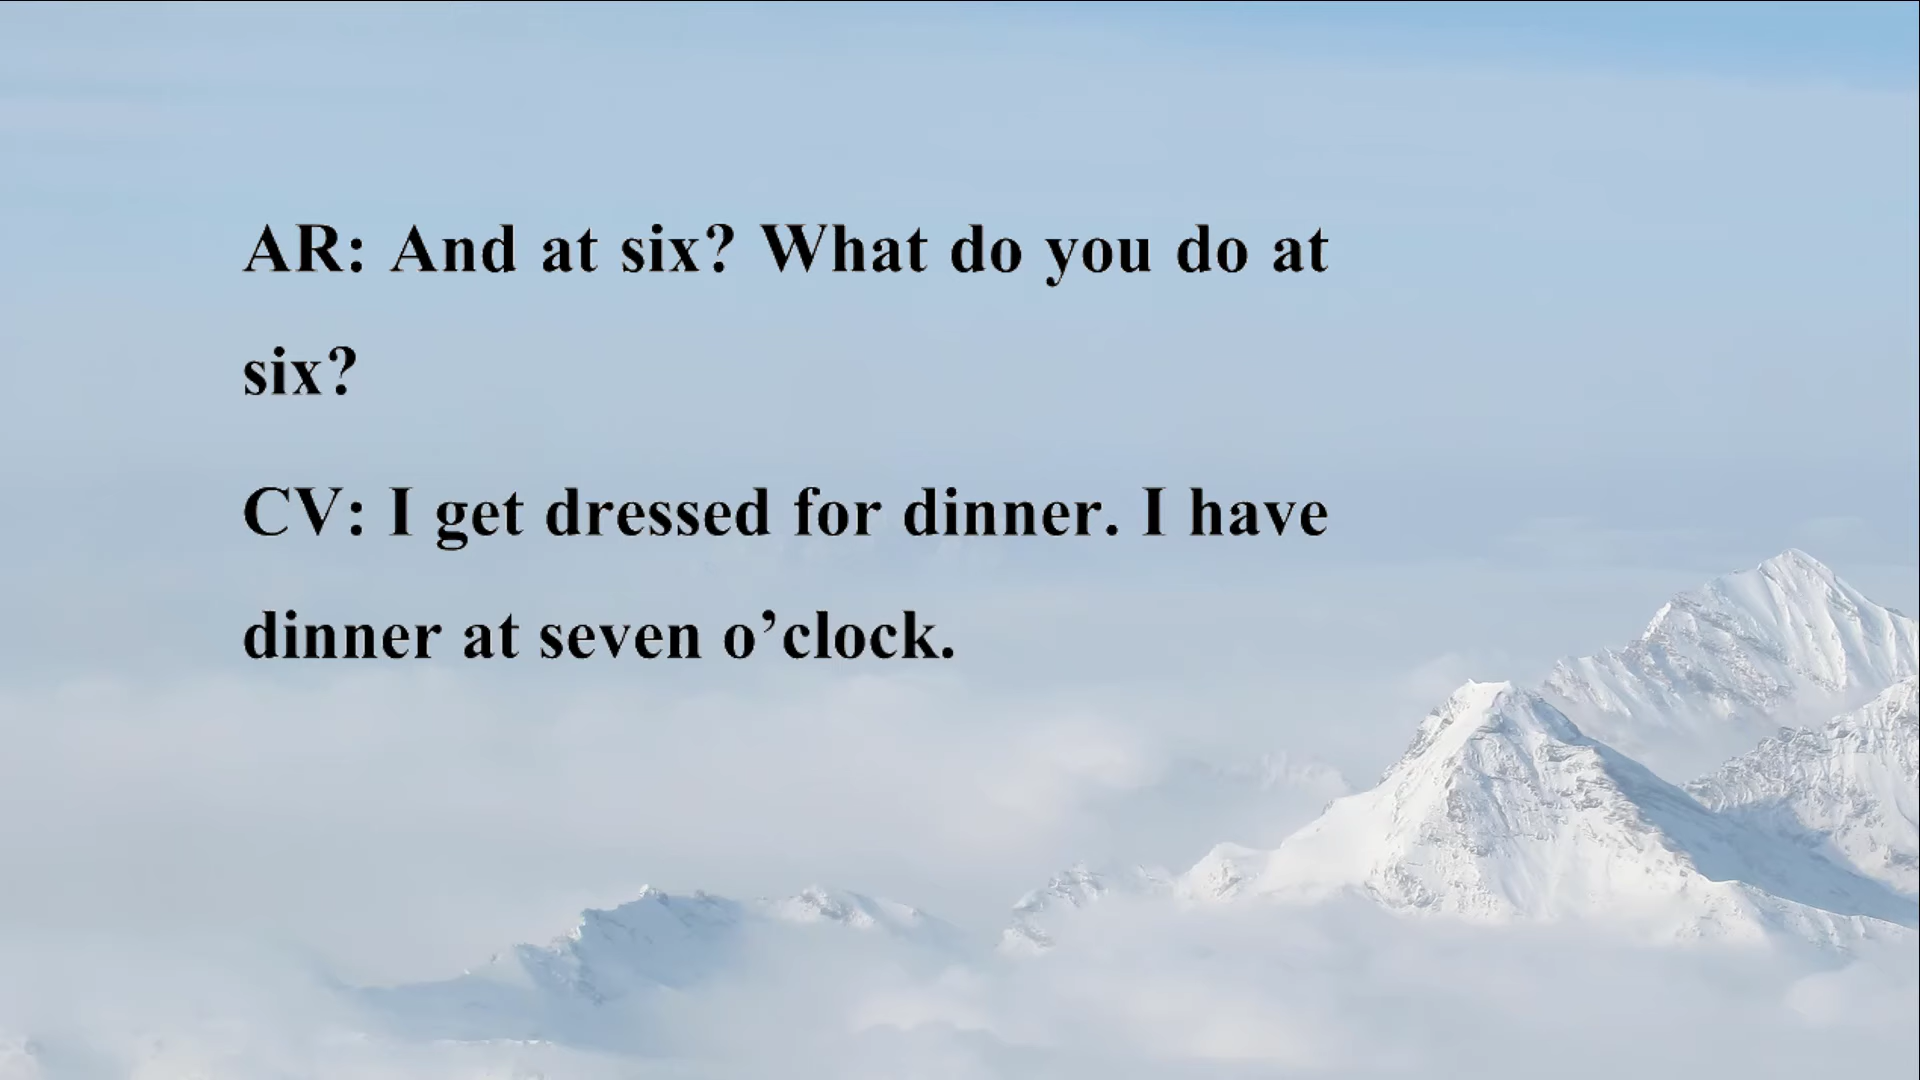 AR: And at six? What do you do at
six?
CV: I get dressed for dinner. I have
dinner at seven o’clock.